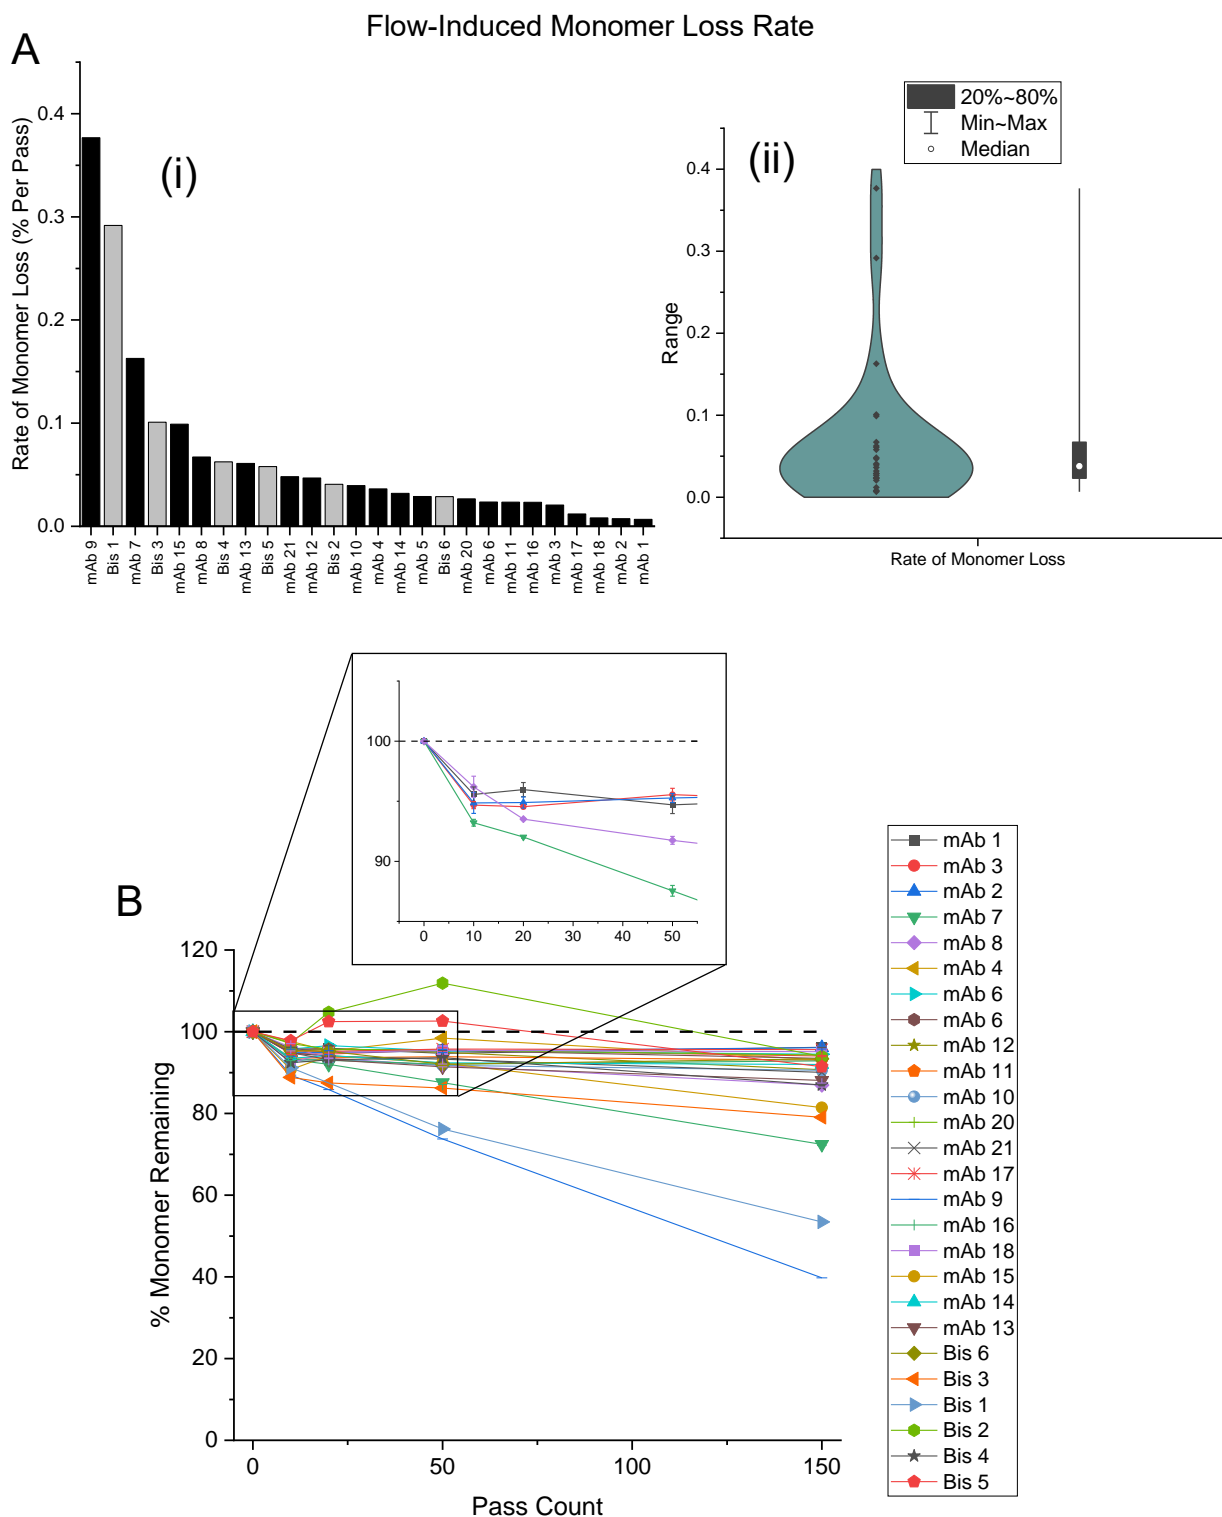 Flow-Induced Monomer Loss Rate
A
(i)
Rate of Monomer Loss (% Per Pass)
0.4
0.3
0.2
0.1
0.0
mAb 9
Bis 1
mAb 7
Bis 3
mAb 15
mAb 8
Bis 4
mAb 13
Bis 5
mAb 21
mAb 12
Bis 2
mAb 10
mAb 4
mAb 14
mAb 5
Bis 6
mAb 20
mAb 6
mAb 11
mAb 16
mAb 3
mAb 17
mAb 18
mAb 2
mAb 1
20%~80%
Min~Max
Median
(ii)
Range
0.4
0.3
0.2
0.1
0.0
Rate of Monomer Loss
100
90
0
10
20
30
40
50
B
% Monomer Remaining
120
100
80
60
40
20
0
0
50
100
150
Pass Count
mAb 1
mAb 3
mAb 2
mAb 7
mAb 8
mAb 4
mAb 6
mAb 6
mAb 12
mAb 11
mAb 10
mAb 20
mAb 21
mAb 17
mAb 9
mAb 16
mAb 18
mAb 15
mAb 14
mAb 13
Bis 6
Bis 3
Bis 1
Bis 2
Bis 4
Bis 5